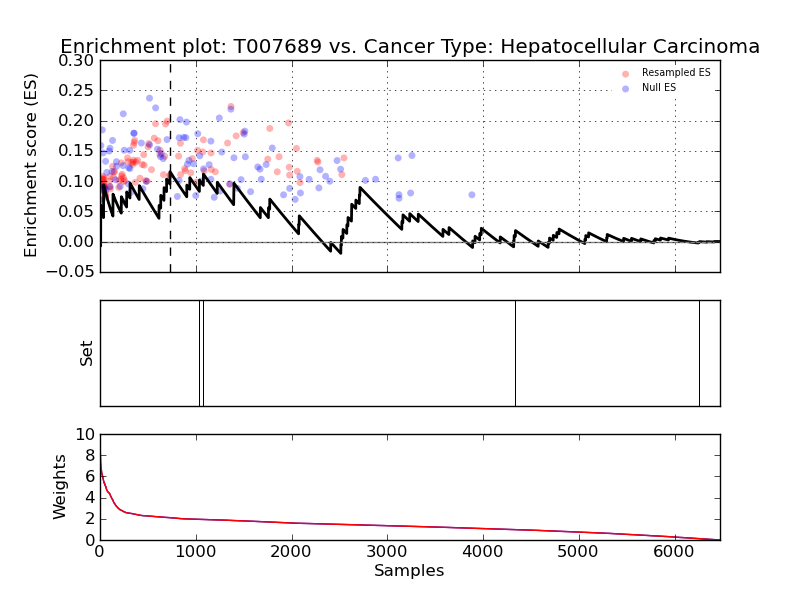 Enrichment plot: T007689 vs. Cancer Type: Hepatocellular Carcinoma
Enrichment score (ES)
0.30
0.25
0.20
0.15
0.10
0.05
0.00
−0.05
Resampled ES
Null ES
Set
Weights
10
8
6
4
2
0
0 1000 2000 3000 4000 5000 6000
Samples